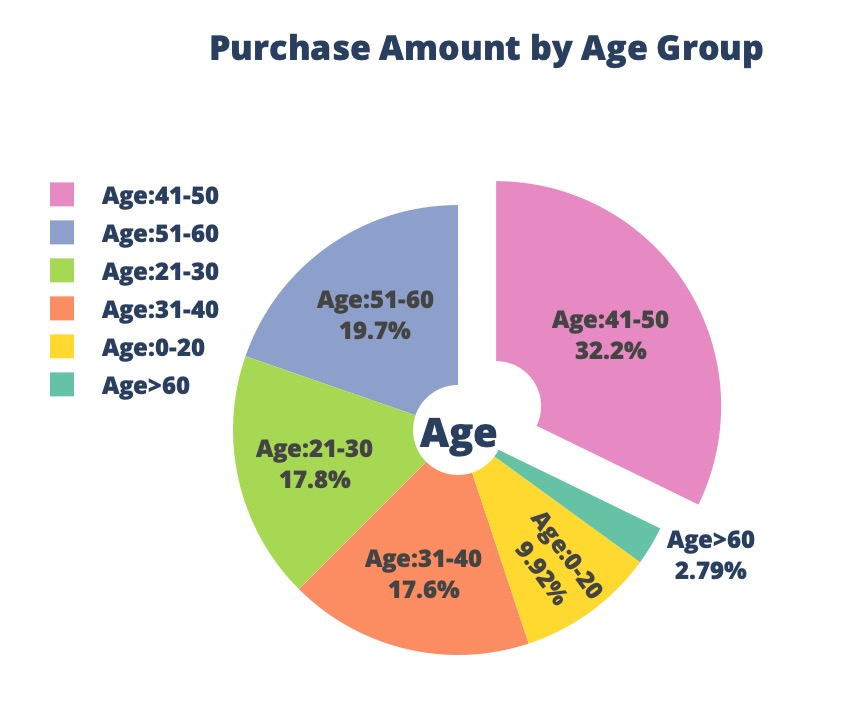 Purchase Amount by Age Group
Age:41-50
Age:51-60
Age:21-30
Age:31-40
Age:0-20
Age>60
Age:51-60
19.7%
Age:41-50
32.2%
Age
Age:21-30
17.8%
Age:31-40
17.6%
Age:0-20
9.92%
Age>60
2.79%